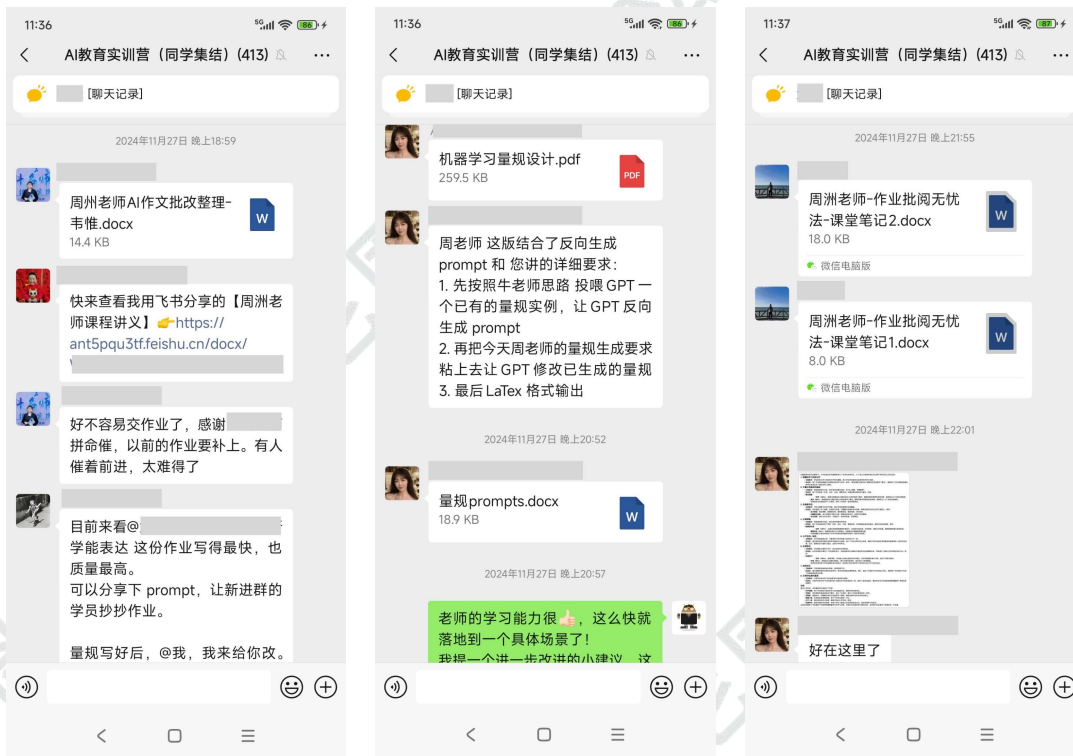 11:36
5G 86
AI教育实训营（同学集结）(413)
[聊天记录]
2024年11月27日 晚上18:59
周州老师AI作文批改整理-
韦惟.docx
14.4 KB
W
快来查看我用飞书分享的【周洲老
师课程讲义】👉https://
ant5pqu3tf.feishu.cn/docx/
好不容易交作业了，感谢
拼命催，以前的作业要补上。有人
催着前进，太难得了
目前来看@
学能表达 这份作业写得最快，也
质量最高。
可以分享下 prompt，让新进群的
学员抄抄作业。
量规写好后，@我，我来给你改。
11:36
5G 86
AI教育实训营（同学集结）(413)
[聊天记录]
机器学习量规设计.pdf
259.5 KB
PDF
周老师 这版结合了反向生成
prompt 和 您讲的详细要求：
1. 先按照牛老师思路 投喂 GPT 一
个已有的量规实例，让 GPT 反向
生成 prompt
2. 再把今天周老师的量规生成要求
粘上去让 GPT 修改已生成的量规
3. 最后 LaTex 格式输出
2024年11月27日 晚上20:52
量规prompts.docx
18.9 KB
W
2024年11月27日 晚上20:57
老师的学习能力很👍，这么快就
落地到一个具体场景了！
我提一个进一步改进的小建议，这
11:37
5G 87
AI教育实训营（同学集结）(413)
[聊天记录]
2024年11月27日 晚上21:55
周洲老师-作业批阅无忧
法-课堂笔记2.docx
18.0 KB
W
微信电脑版
周洲老师-作业批阅无忧
法-课堂笔记1.docx
8.0 KB
W
微信电脑版
2024年11月27日 晚上22:01
好在这里了